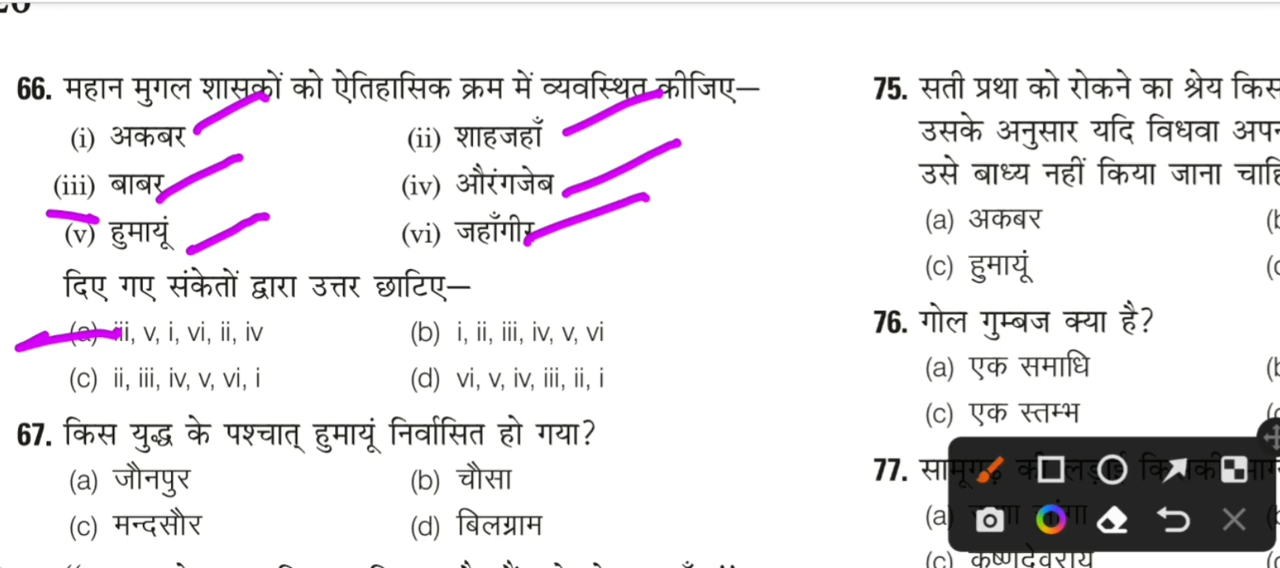 66. महान मुगल शासकों को ऐतिहासिक क्रम में व्यवस्थित कीजिए—
(i) अकबर (ii) शाहजहाँ
(iii) बाबर (iv) औरंगजेब
(v) हुमायूं (vi) जहाँगीर
दिए गए संकेतों द्वारा उत्तर छाटिए—
(a) iii, v, i, vi, ii, iv (b) i, ii, iii, iv, v, vi
(c) ii, iii, iv, v, vi, i (d) vi, v, iv, iii, ii, i
67. किस युद्ध के पश्चात् हुमायूं निर्वासित हो गया?
(a) जौनपुर (b) चौसा
(c) मन्दसौर (d) बिलग्राम
75. सती प्रथा को रोकने का श्रेय किस
उसके अनुसार यदि विधवा
उसे बाध्य नहीं किया जाना
(a) अकबर
(c) हुमायूं
76. गोल गुम्बज क्या है?
(a) एक समाधि
(c) एक स्तम्भ
77. सामूगढ़ की लड़ाई
(a)
(c) कृष्णदेवराय